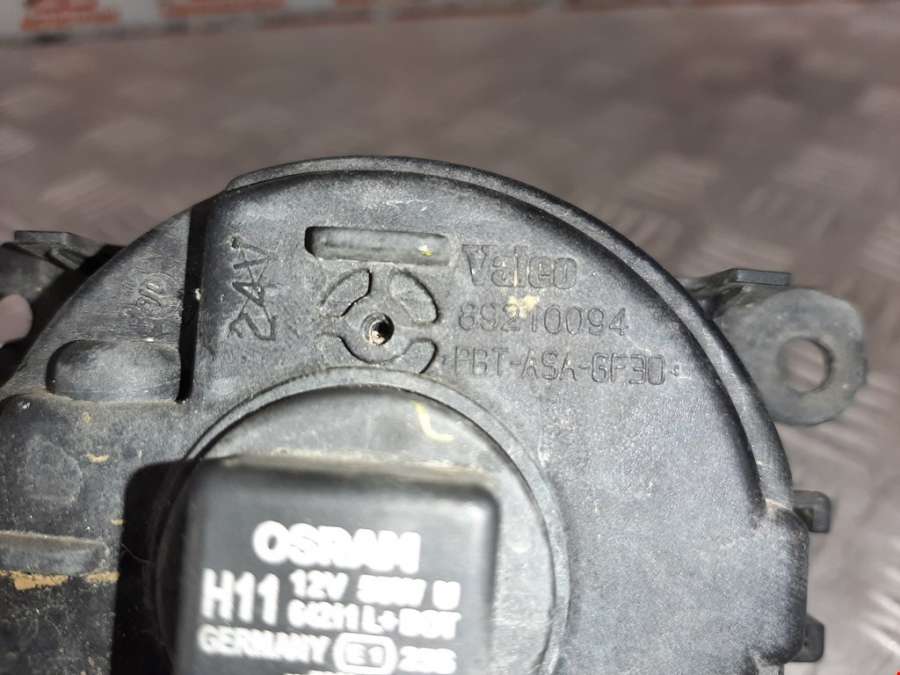 Valeo
89210094
PBT-ASA-GF30
OSRAM
H11 12V 55W U
64211 L+ DOT
GERMANY E1